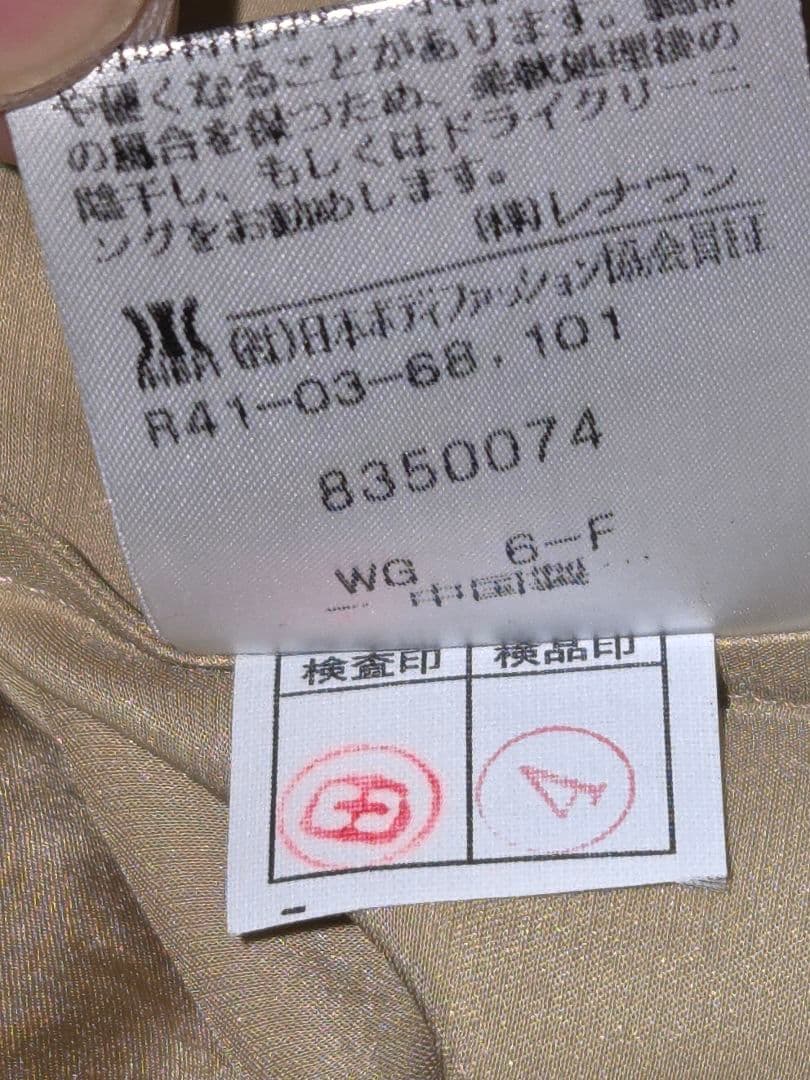 や硬くなることがあります。
の風合を保つため、柔軟処理後の
陰干し、もしくはドライクリーニ
ングをお勧めします。
(株)レナウン
(社)日本ボディファッション協会会員証
R41-03-68.101
8350074
WG 6-F
中国製
検査印 検品印
A